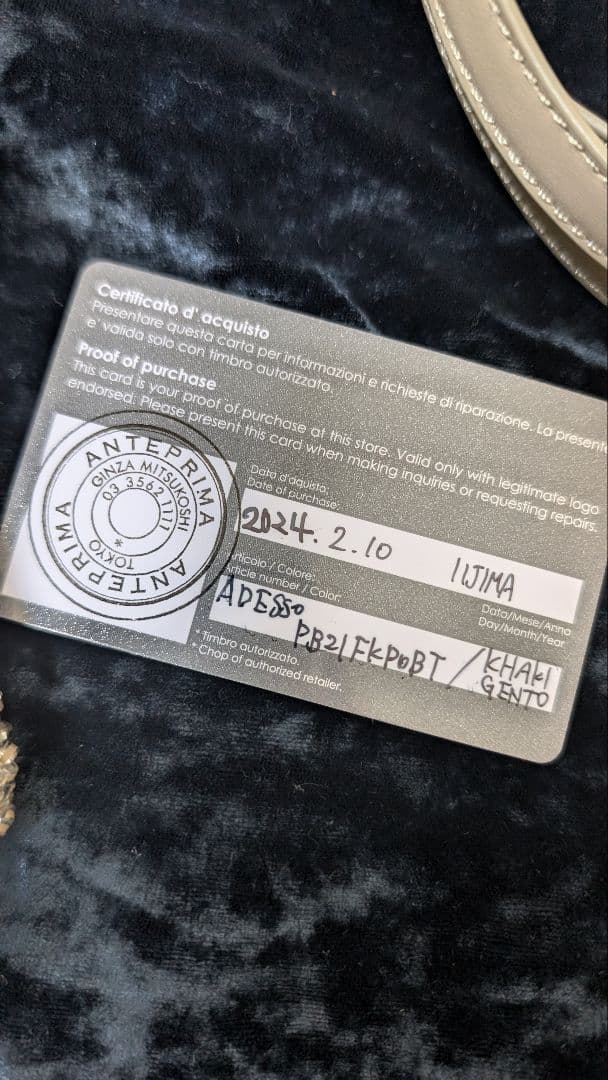 Certificato d'acquisto
Presentare questa carta per informazioni e richieste di riparazione. La present
e' valida solo con timbro autorizzato.
Proof of purchase
This card is your proof of purchase at this store. Valid only with legitimate logo
endorsed. Please present this card when making inquiries or requesting repairs.
ANTEPRIMA
GINZA MITSUKOSHI
03 3562 1111
*
TOKYO
ANTEPRIMA
Data d'aquisto:
Date of purchase:
2024. 2. 10 IIJIMA
Data/Mese/Anno
Day/Month/Year
Articolo / Colore:
Article number / Color:
ADESSO
PB21FKP6BT / KHAKI
GENTO
* Timbro autorizzato.
* Chop of authorized retailer.